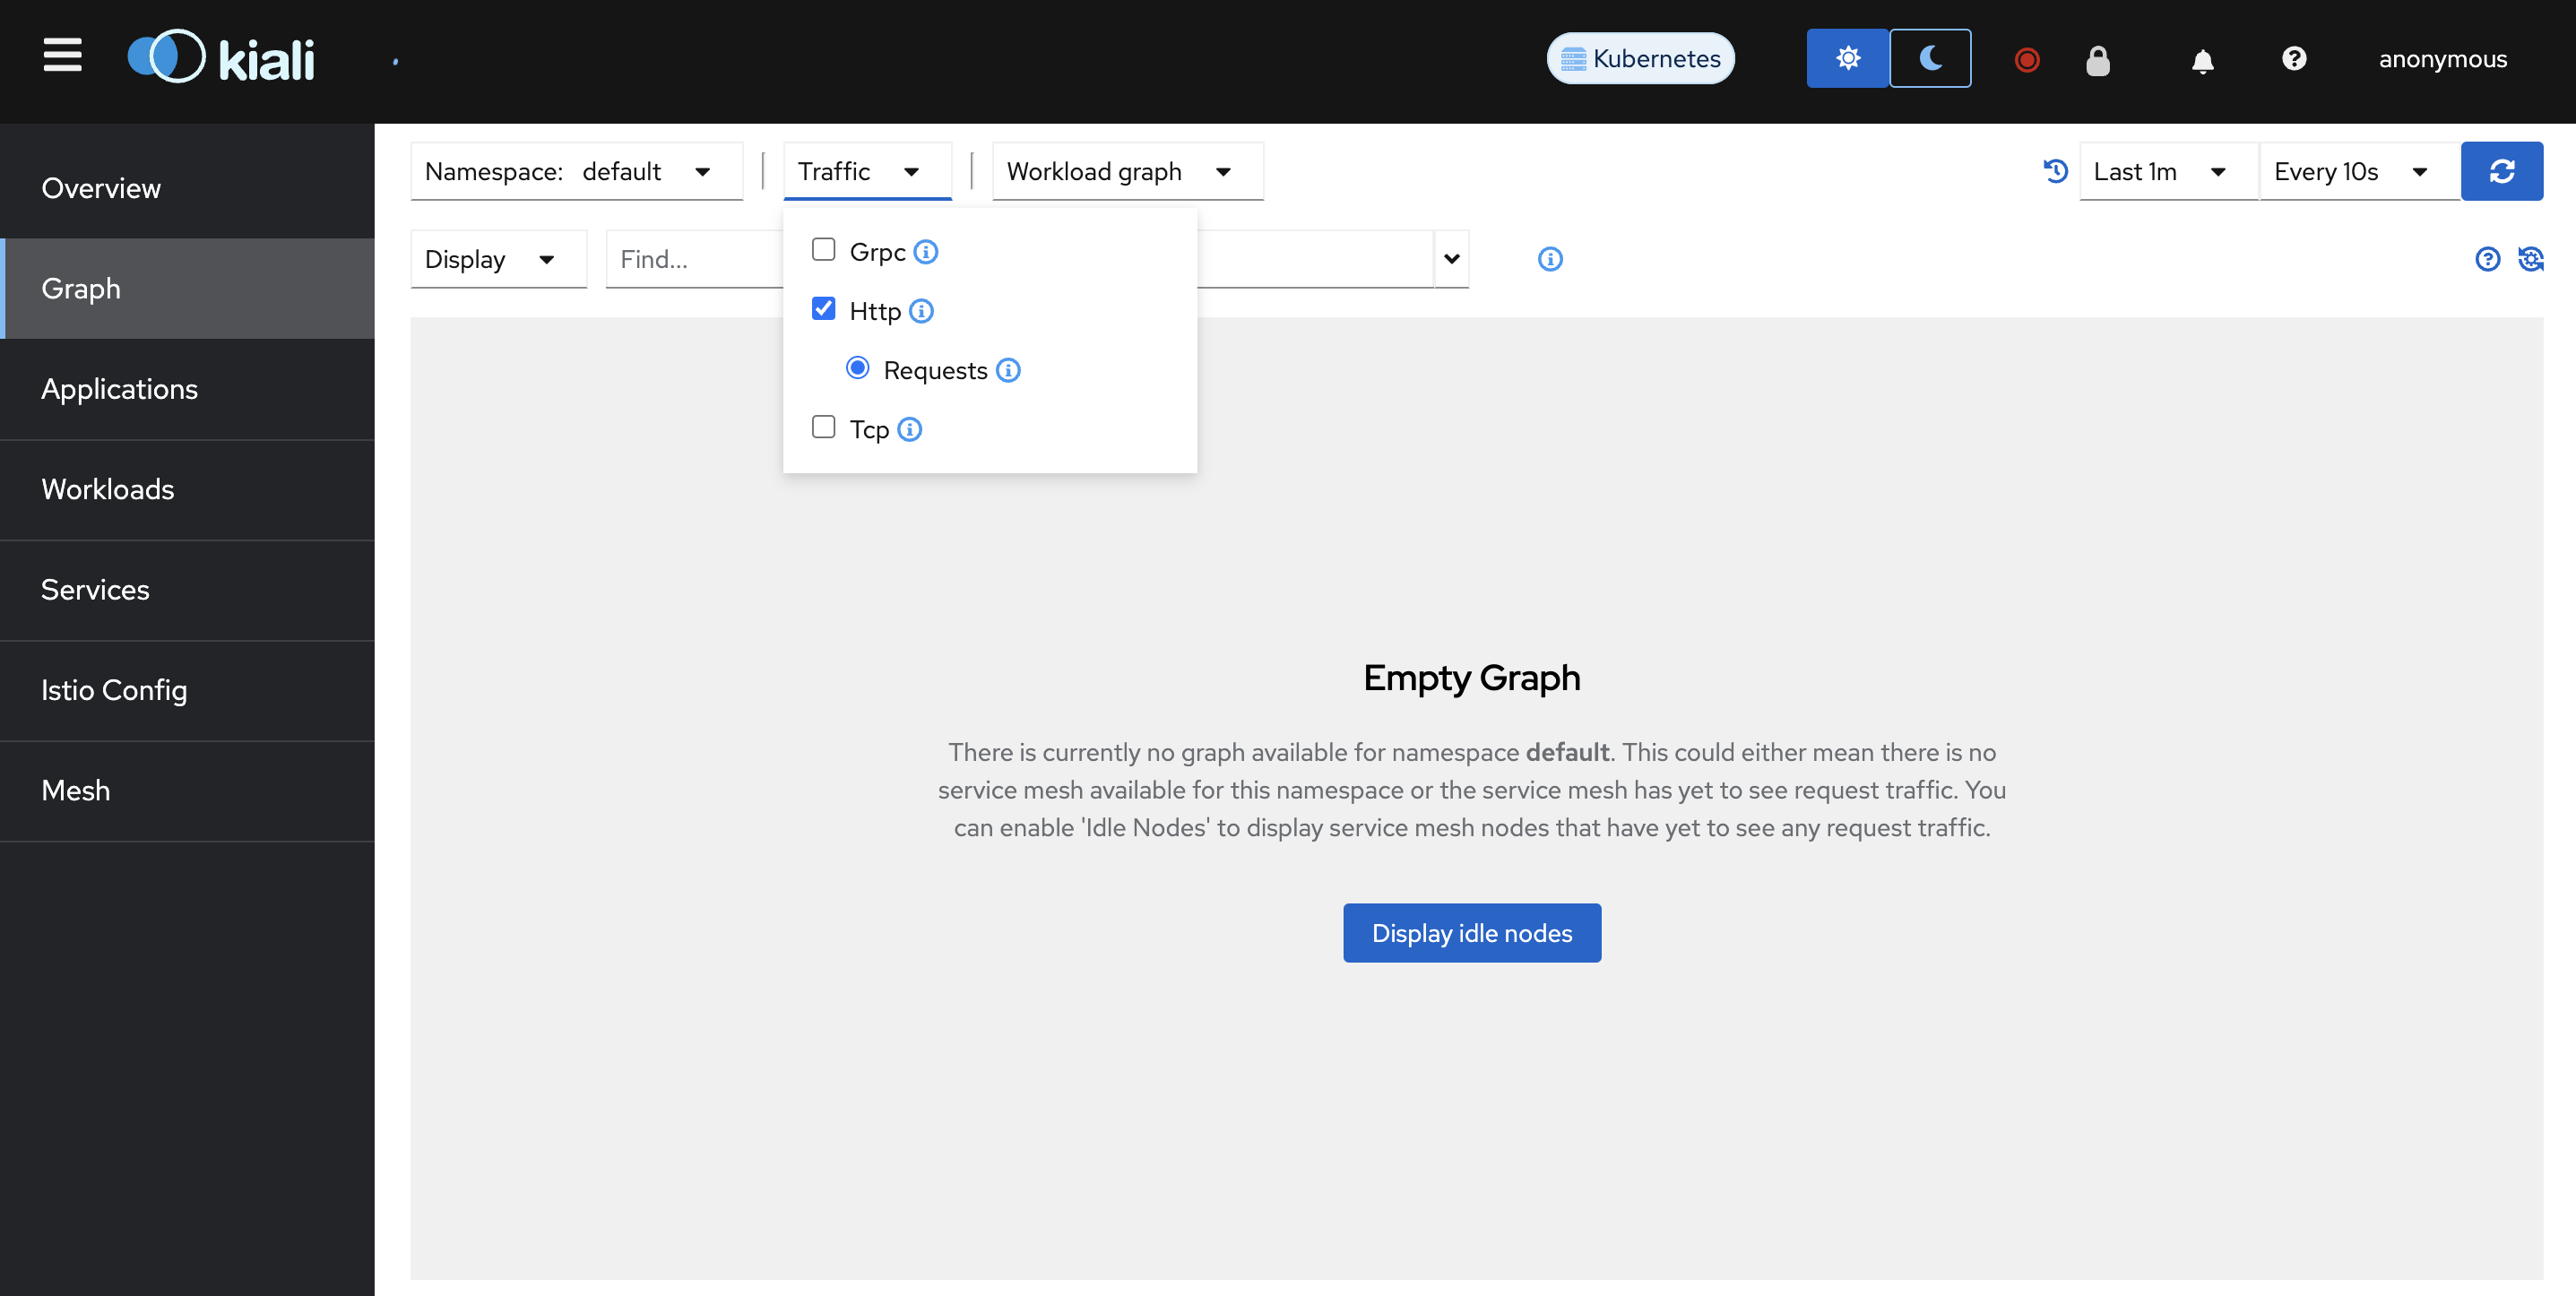 kiali
Kubernetes
anonymous
Overview
Graph
Applications
Workloads
Services
Istio Config
Mesh
Namespace: default
Traffic
Workload graph
Last 1m
Every 10s
Display
Find...
Grpc
Http
Requests
Tcp
Empty Graph
There is currently no graph available for namespace default. This could either mean there is no
service mesh available for this namespace or the service mesh has yet to see request traffic. You
can enable 'Idle Nodes' to display service mesh nodes that have yet to see any request traffic.
Display idle nodes